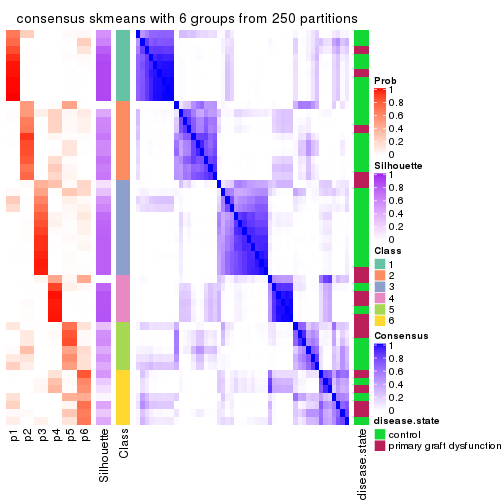 consensus skmeans with 6 groups from 250 partitions
p1
p2
p3
p4
p5
p6
Silhouette
Class
disease.state
Prob
1
0.8
0.6
0.4
0.2
0
Silhouette
1
0.8
0.6
0.4
0.2
0
Class
1
2
3
4
5
6
Consensus
1
0.8
0.6
0.4
0.2
0
disease.state
control
primary graft dysfunction